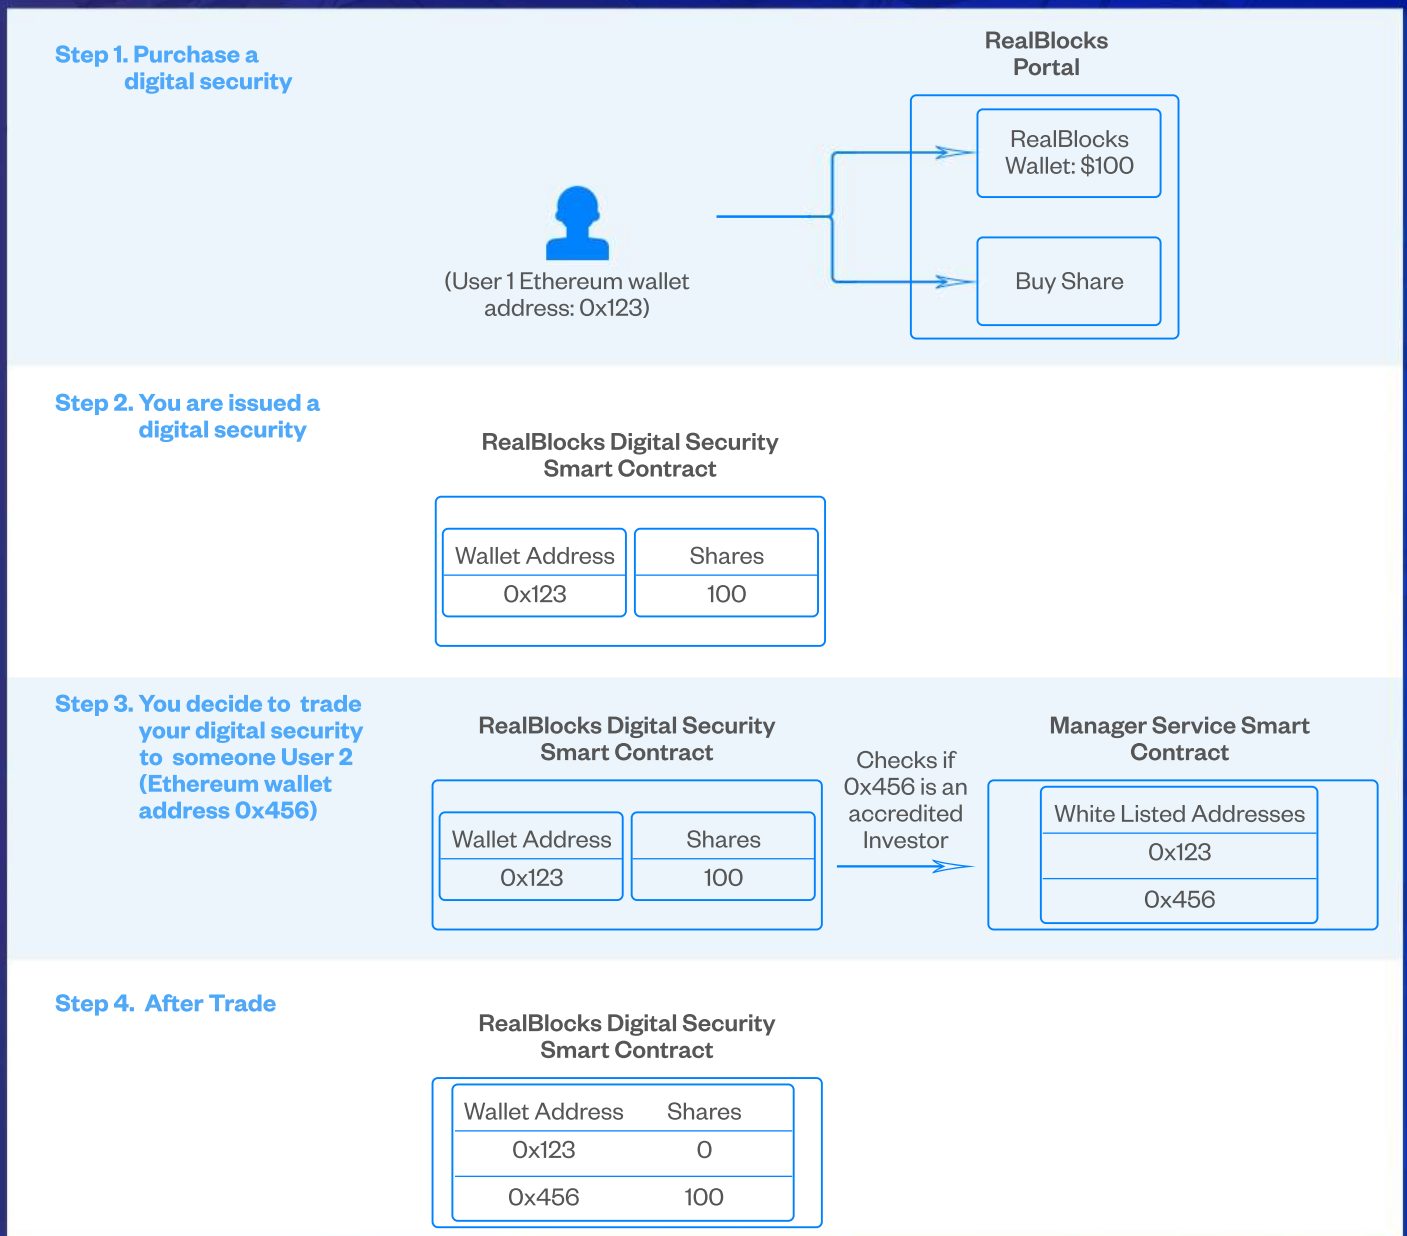 Step 1. Purchase a
digital security
RealBlocks
Portal
RealBlocks
Wallet: $100
(User 1 Ethereum wallet
address: 0x123)
Buy Share
Step 2. You are issued a
digital security
RealBlocks Digital Security
Smart Contract
Wallet Address
Shares
0x123
100
Step 3. You decide to trade
your digital security
to someone User 2
(Ethereum wallet
address 0x456)
RealBlocks Digital Security
Smart Contract
Wallet Address
Shares
0x123
100
Checks if
0x456 is an
accredited
Investor
Manager Service Smart
Contract
White Listed Addresses
0x123
0x456
Step 4. After Trade
RealBlocks Digital Security
Smart Contract
Wallet Address Shares
0x123 0
0x456 100